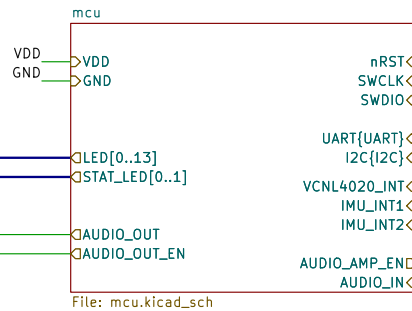 mcu
VDD
VDD
nRST
GND
GND
SWCLK
SWDIO
UART{UART}
LED[0..13]
I2C{I2C}
STAT_LED[0..1]
VCNL4020_INT
IMU_INT1
IMU_INT2
AUDIO_OUT
AUDIO_OUT_EN
AUDIO_AMP_EN
AUDIO_IN
File: mcu.kicad_sch